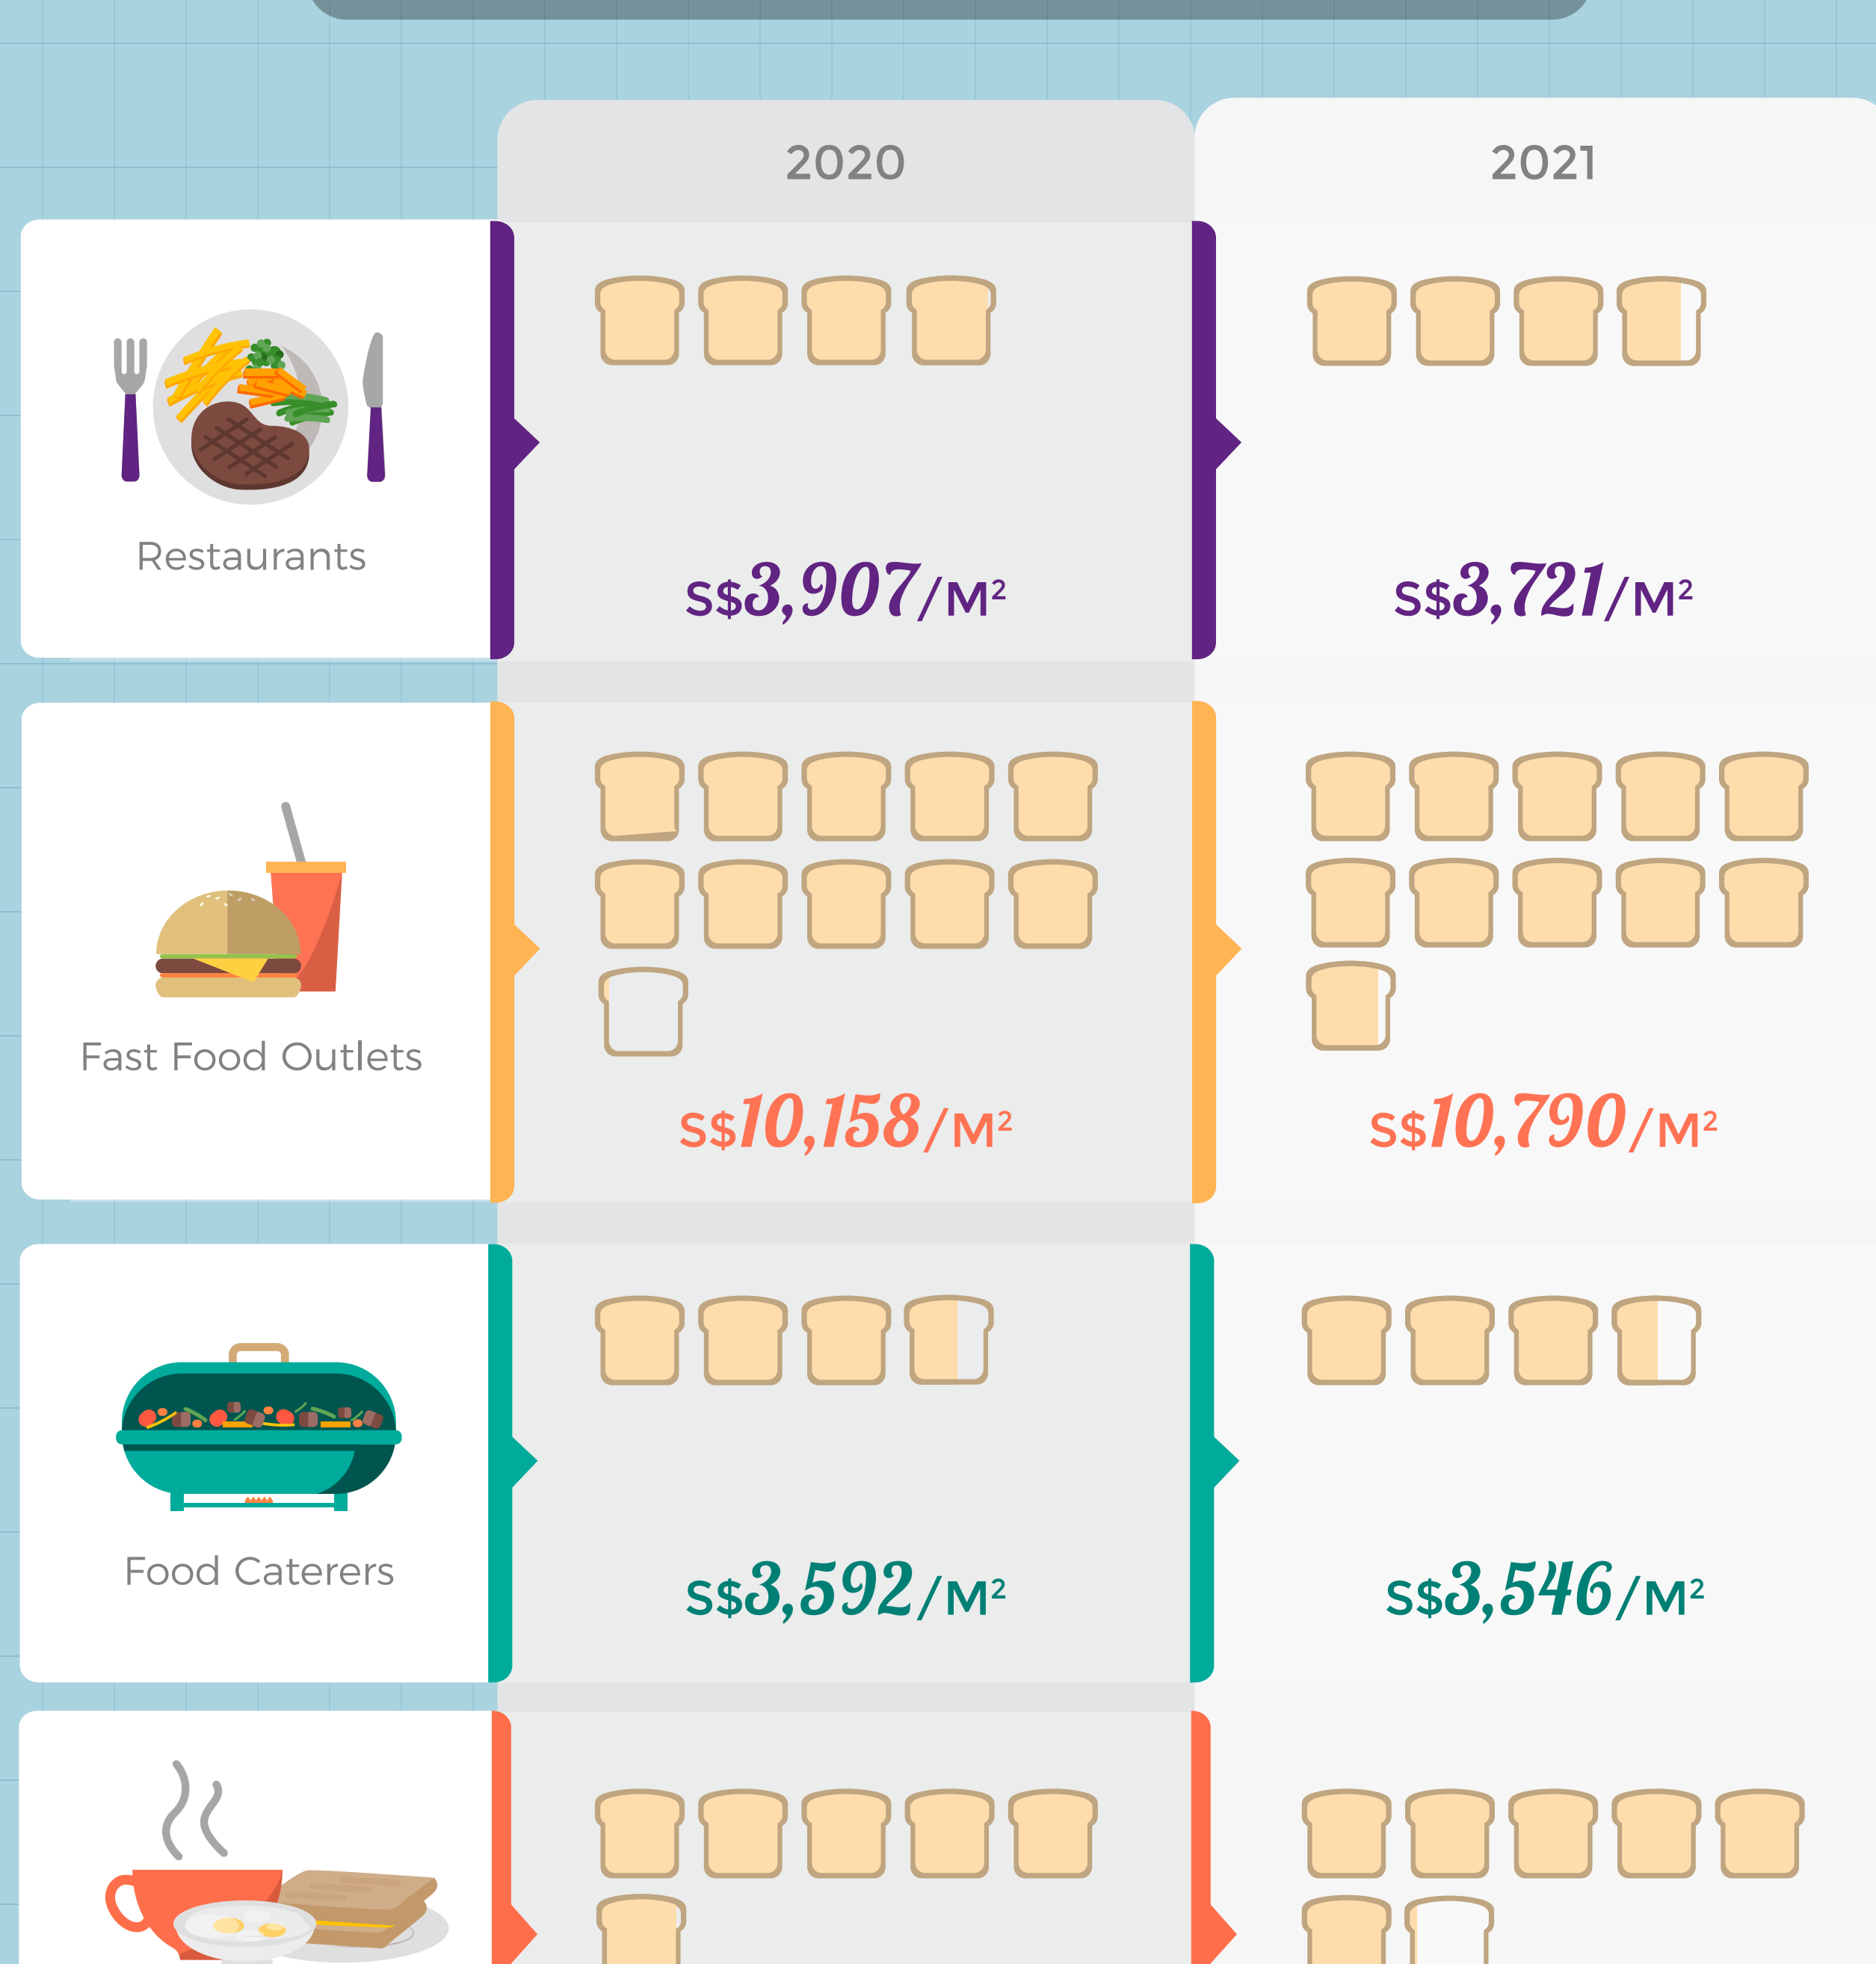 2020
2021
Restaurants
S$3,907/M²
S$3,721/M²
Fast Food Outlets
S$10,158/M²
S$10,790/M²
Food Caterers
S$3,592/M²
S$3,546/M²